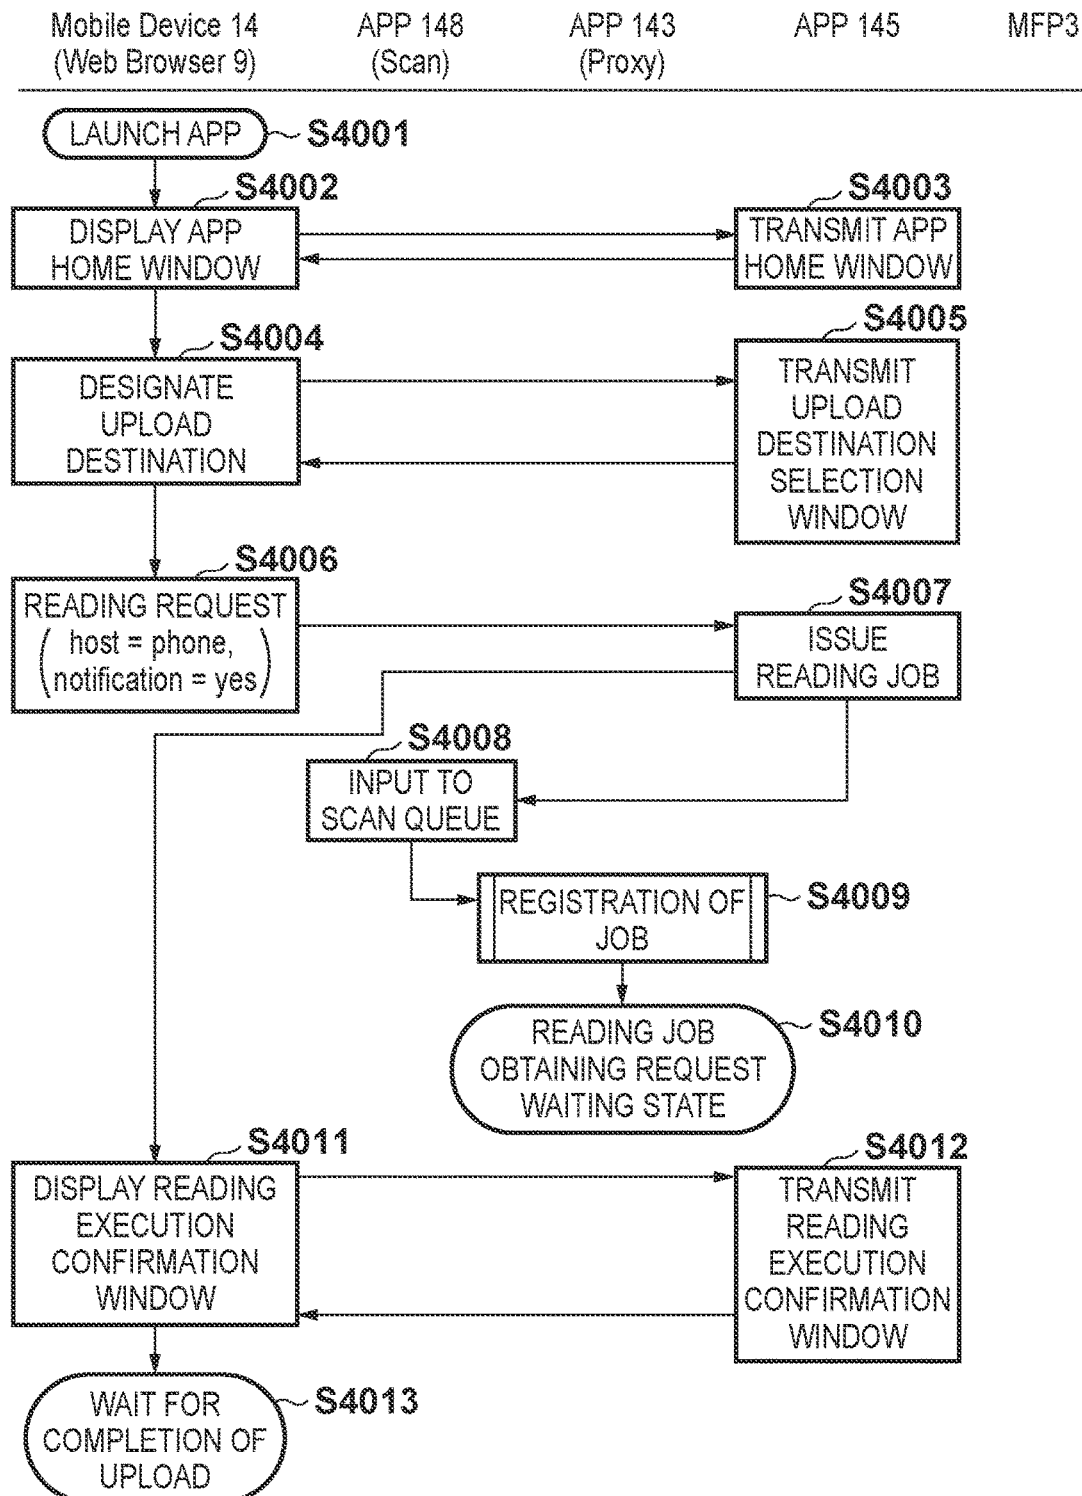 Mobile Device 14
(Web Browser 9)
APP 148
(Scan)
APP 143
(Proxy)
APP 145
MFP3
LAUNCH APP
S4001
S4002
DISPLAY APP
HOME WINDOW
S4003
TRANSMIT APP
HOME WINDOW
S4004
DESIGNATE
UPLOAD
DESTINATION
S4005
TRANSMIT
UPLOAD
DESTINATION
SELECTION
WINDOW
S4006
READING REQUEST
(host = phone,
notification = yes)
S4007
ISSUE
READING JOB
S4008
INPUT TO
SCAN QUEUE
REGISTRATION OF
JOB
S4009
READING JOB
OBTAINING REQUEST
WAITING STATE
S4010
S4011
DISPLAY READING
EXECUTION
CONFIRMATION
WINDOW
S4012
TRANSMIT
READING
EXECUTION
CONFIRMATION
WINDOW
WAIT FOR
COMPLETION OF
UPLOAD
S4013